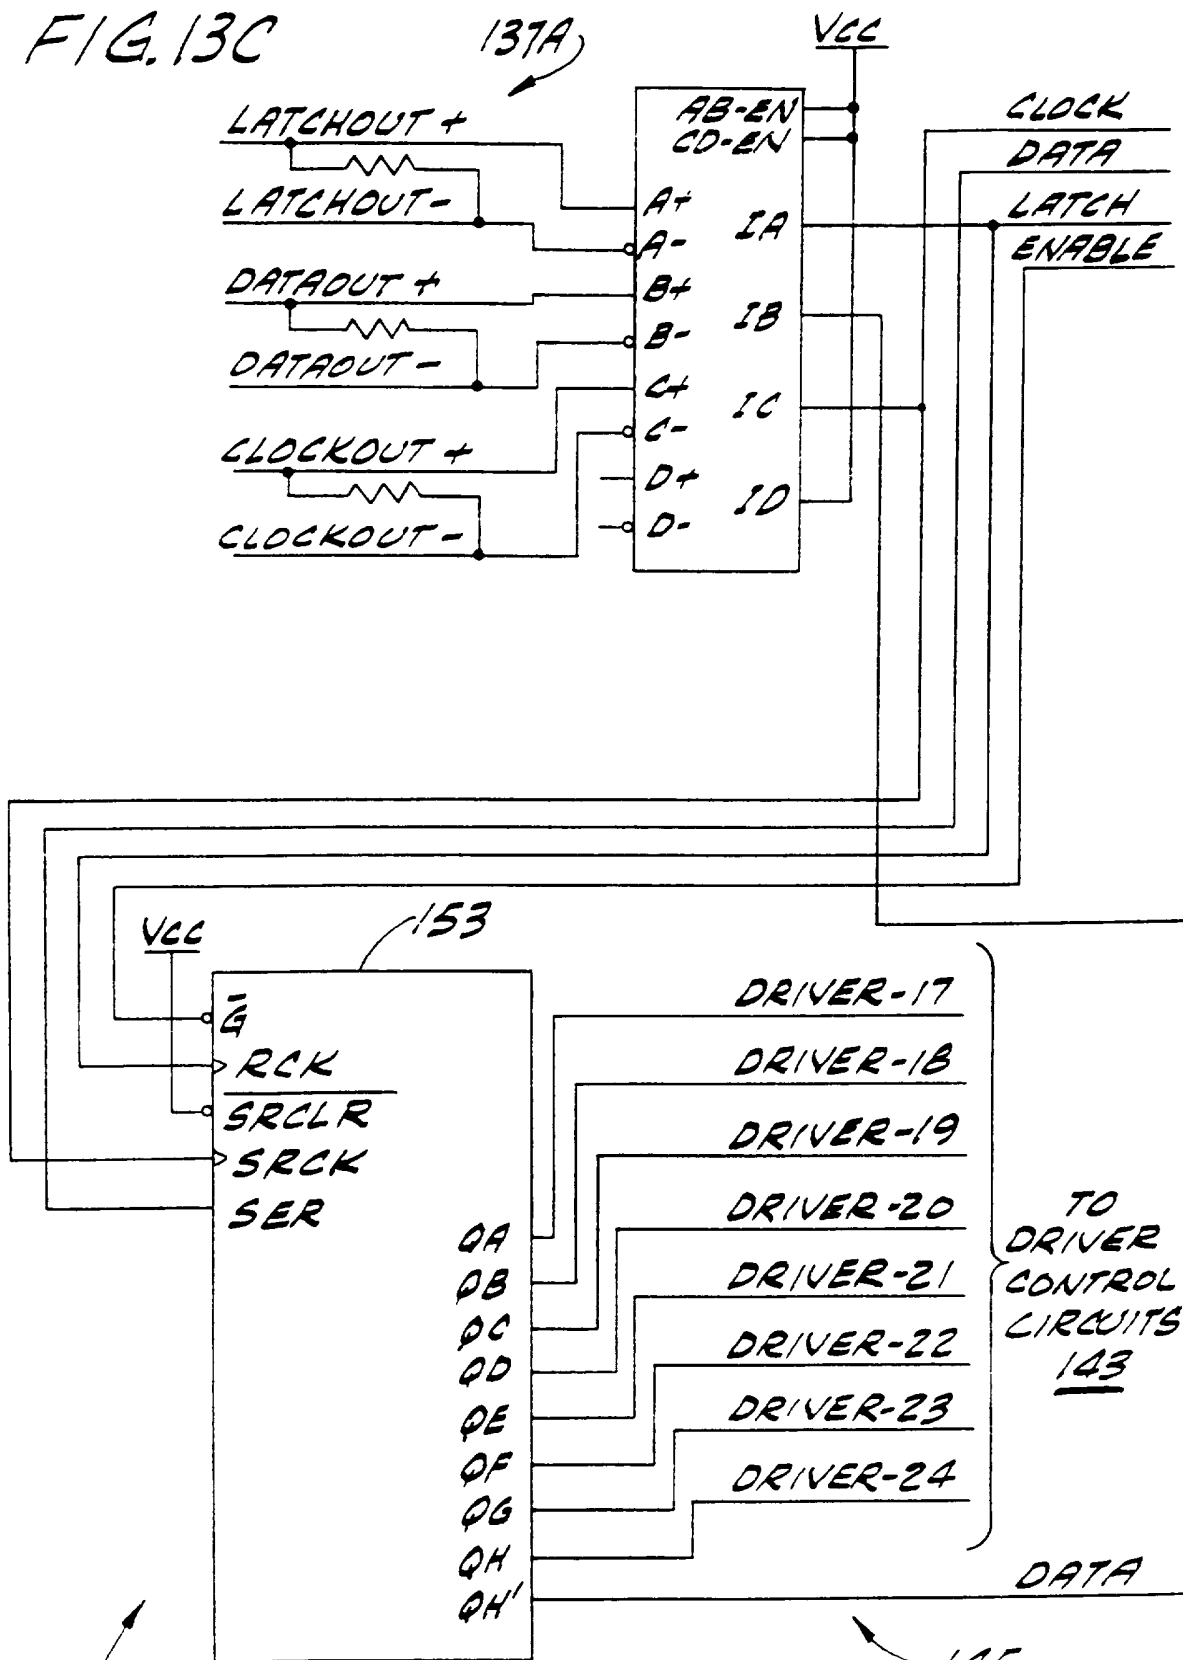 FIG. 13C
137A
VCC
LATCHOUT +
LATCHOUT -
DATAOUT +
DATAOUT -
CLOCKOUT +
CLOCKOUT -
AB-EN
CD-EN
A+
A-
B+
B-
C+
C-
D+
D-
IA
IB
IC
ID
CLOCK
DATA
LATCH
ENABLE
VCC
153
G̅
RCK
S̅R̅C̅L̅R̅
SRCK
SER
QA
QB
QC
QD
QE
QF
QG
QH
QH'
DRIVER-17
DRIVER-18
DRIVER-19
DRIVER-20
DRIVER-21
DRIVER-22
DRIVER-23
DRIVER-24
TO
DRIVER
CONTROL
CIRCUITS
143
DATA